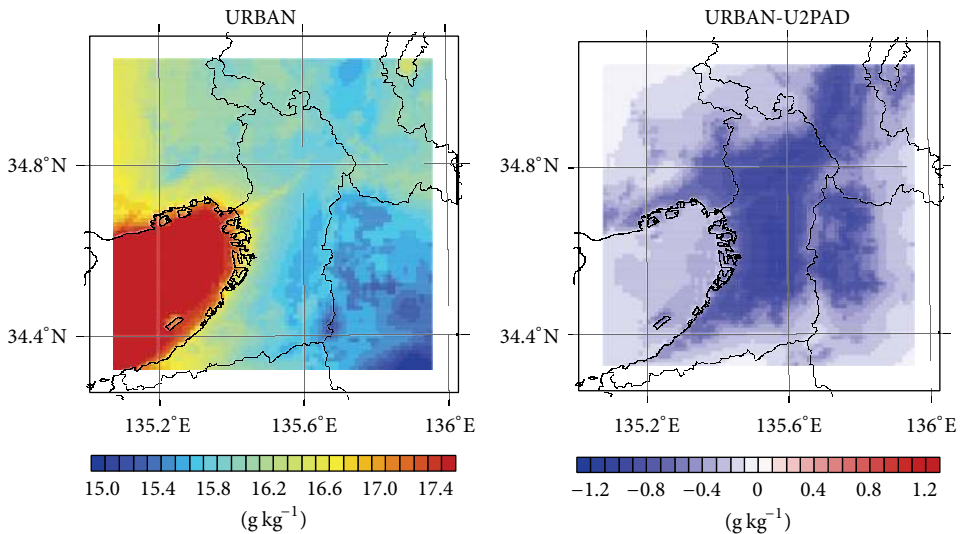 URBAN
34.8°N
34.4°N
135.2°E 135.6°E 136°E
15.0 15.4 15.8 16.2 16.6 17.0 17.4
(g kg⁻¹)
URBAN-U2PAD
34.8°N
34.4°N
135.2°E 135.6°E 136°E
−1.2 −0.8 −0.4 0 0.4 0.8 1.2
(g kg⁻¹)